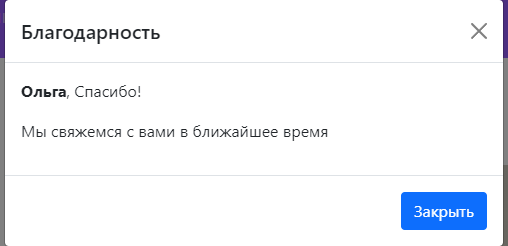 Благодарность
Ольга, Спасибо!
Мы свяжемся с вами в ближайшее время
Закрыть